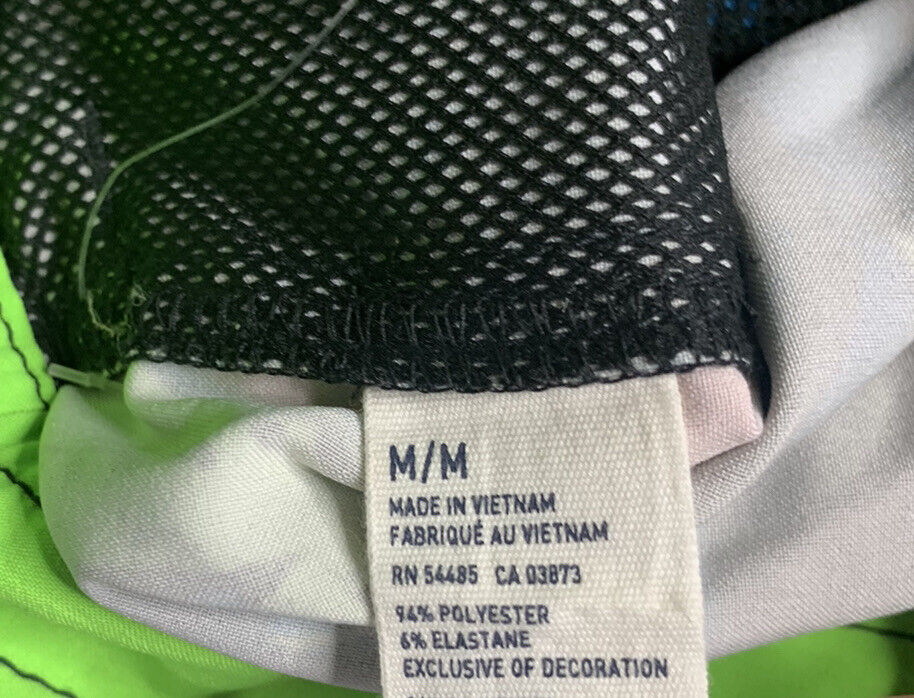 M/M
MADE IN VIETNAM
FABRIQUÉ AU VIETNAM
RN 54485 CA 03873
94% POLYESTER
6% ELASTANE
EXCLUSIVE OF DECORATION